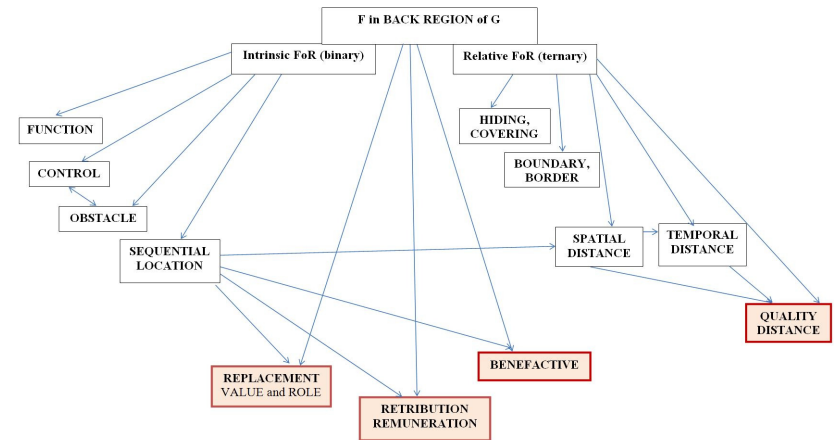 F in BACK REGION of G
Intrinsic FoR (binary)
Relative FoR (ternary)
HIDING,
COVERING
FUNCTION
BOUNDARY,
BORDER
CONTROL
OBSTACLE
SEQUENTIAL
LOCATION
SPATIAL
DISTANCE
TEMPORAL
DISTANCE
QUALITY
DISTANCE
BENEFACTIVE
REPLACEMENT
VALUE and ROLE
RETRIBUTION
REMUNERATION